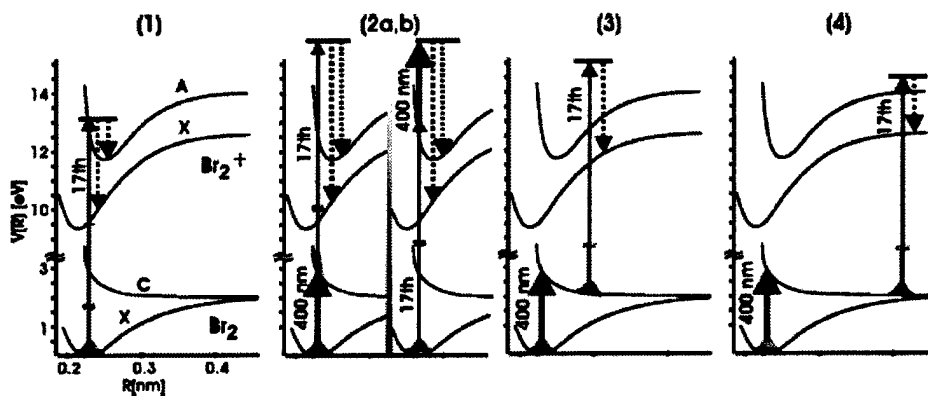 (1)
(2a,b)
(3)
(4)
V(R) [eV]
14
12
10
3
1
A
X
17th
Br2+
C
X
Br2
0.2
0.3
0.4
R[nm]
17th
400 nm
400 nm
17th
17th
400 nm
17th
400 nm